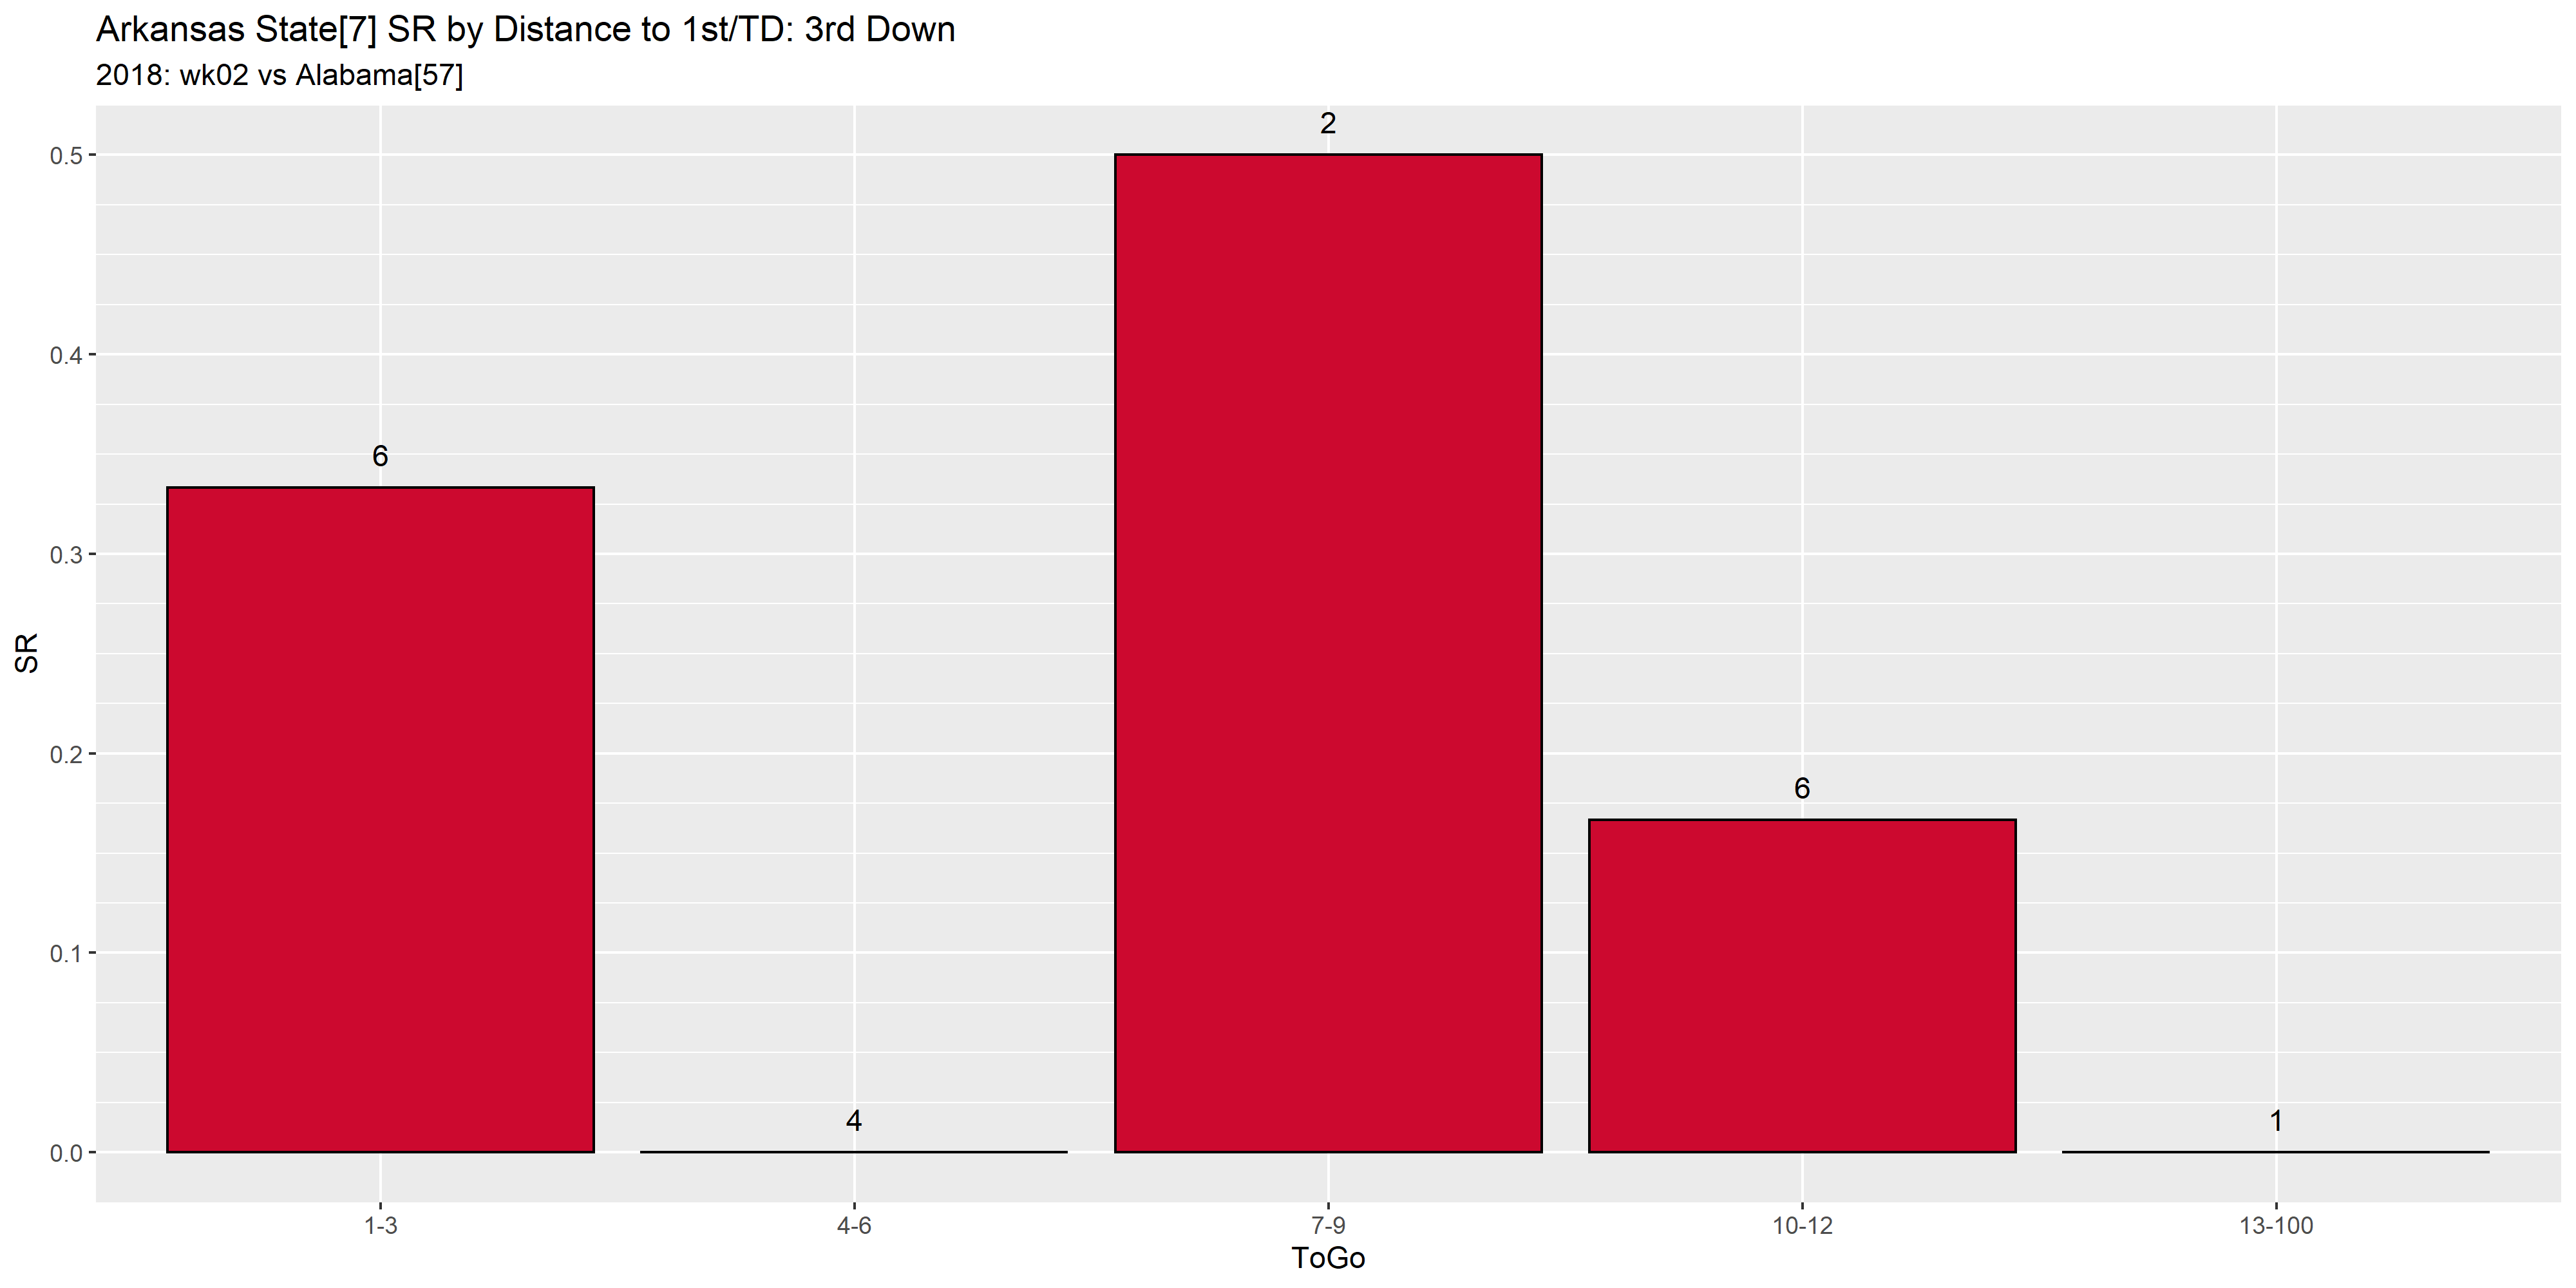 Arkansas State[7] SR by Distance to 1st/TD: 3rd Down
2018: wk02 vs Alabama[57]
2
0.5
0.4
6
0.3
SR
0.2
6
0.1
4
1
0.0
1-3 4-6 7-9 10-12 13-100
ToGo